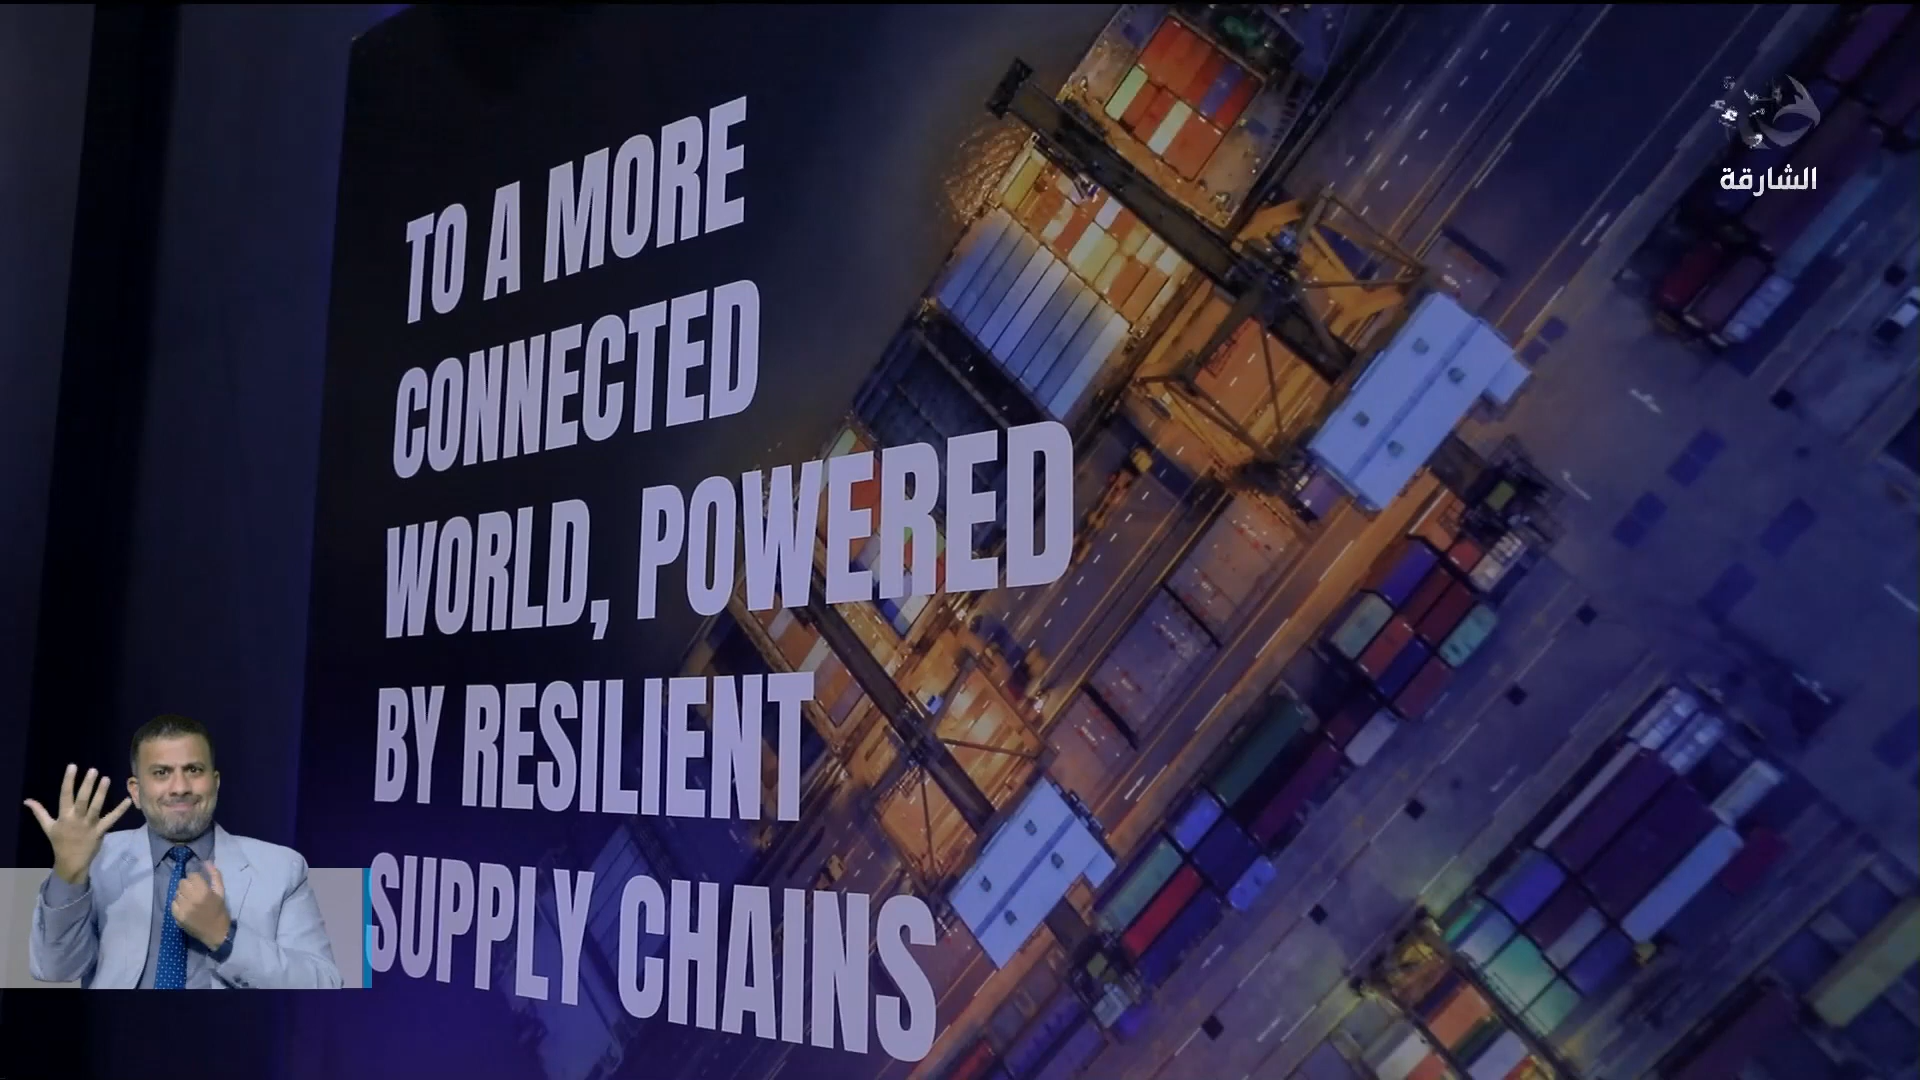 الشارقة
TO A MORE
CONNECTED
WORLD, POWERED
BY RESILIENT
SUPPLY CHAINS